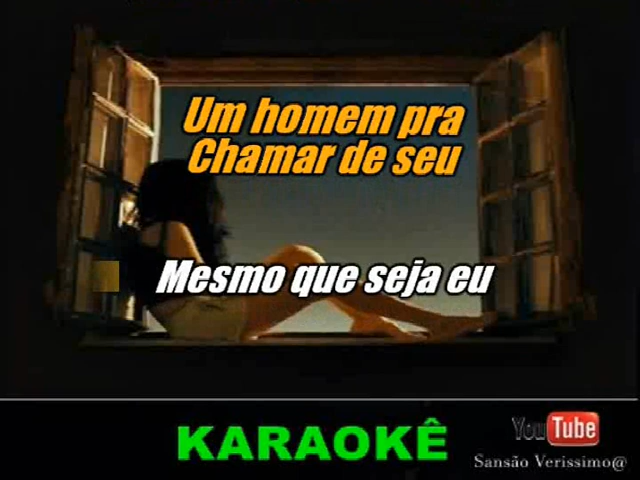 Um homem pra
Chamar de seu
Mesmo que seja eu
KARAOKÊ
YouTube
Sansão Verissimo@